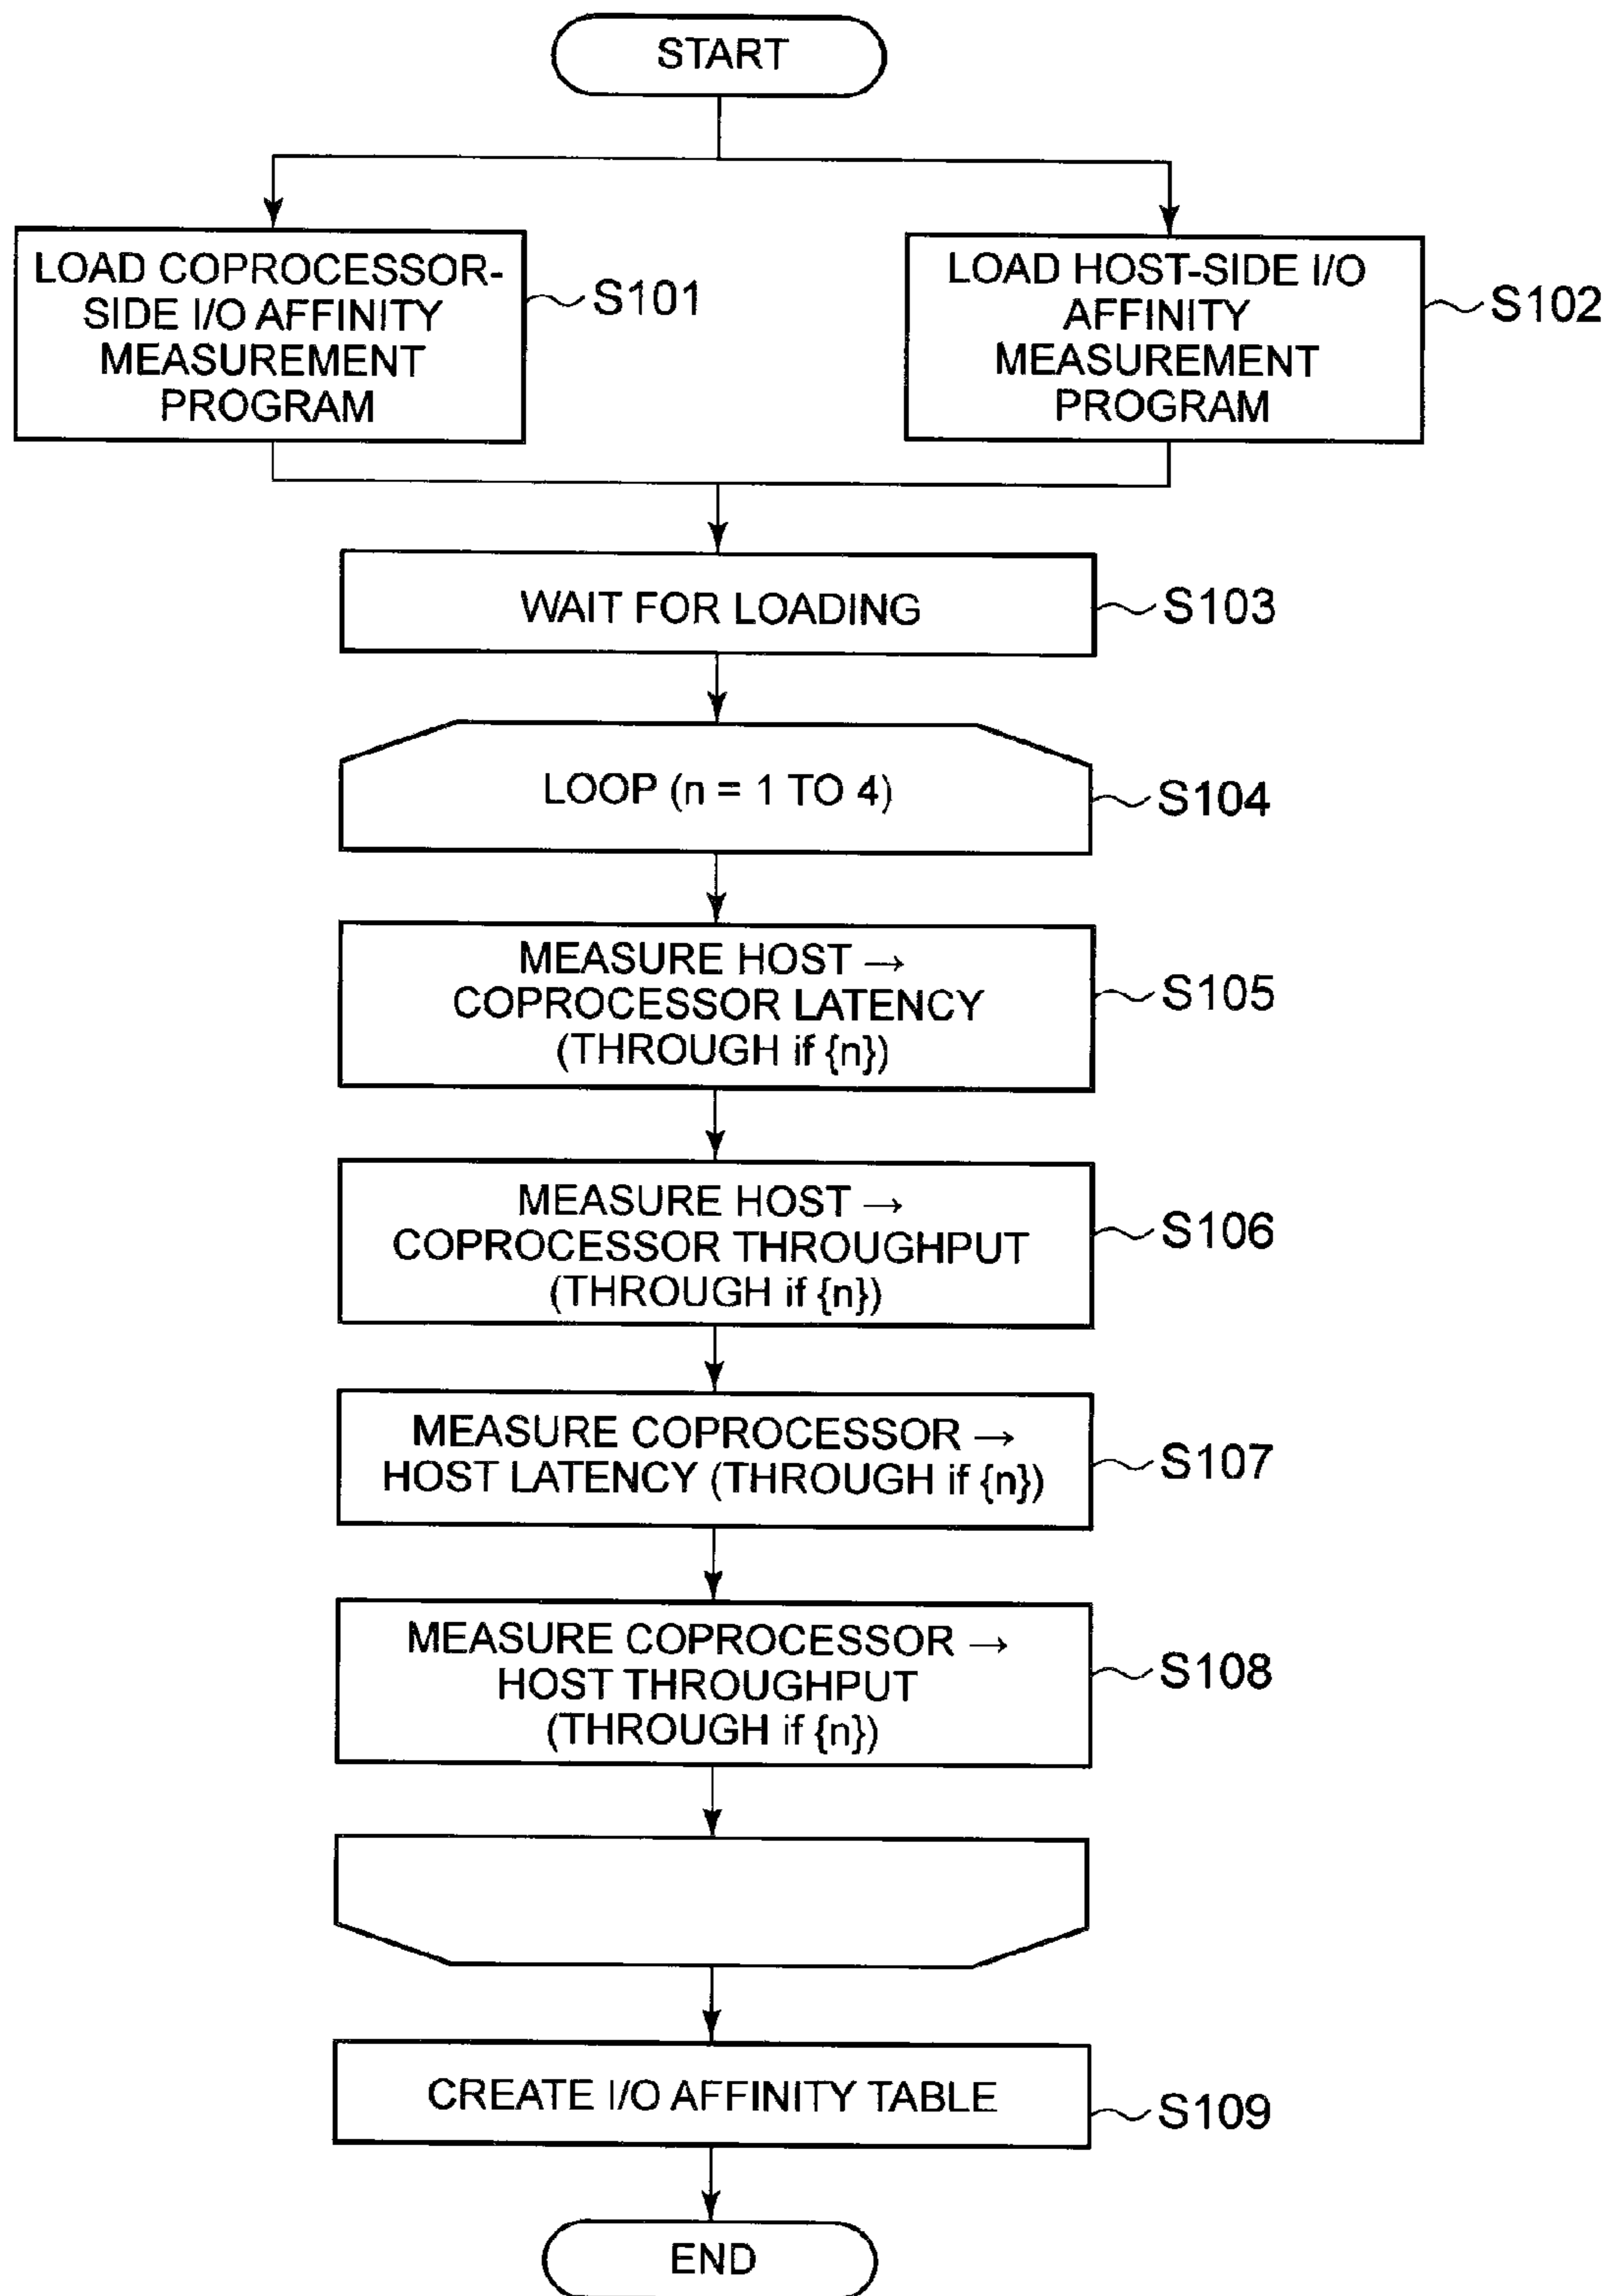 START
LOAD COPROCESSOR-
SIDE I/O AFFINITY
MEASUREMENT
PROGRAM
S101
LOAD HOST-SIDE I/O
AFFINITY
MEASUREMENT
PROGRAM
S102
WAIT FOR LOADING
S103
LOOP (n = 1 TO 4)
S104
MEASURE HOST →
COPROCESSOR LATENCY
(THROUGH if {n})
S105
MEASURE HOST →
COPROCESSOR THROUGHPUT
(THROUGH if {n})
S106
MEASURE COPROCESSOR →
HOST LATENCY (THROUGH if {n})
S107
MEASURE COPROCESSOR →
HOST THROUGHPUT
(THROUGH if {n})
S108
CREATE I/O AFFINITY TABLE
S109
END